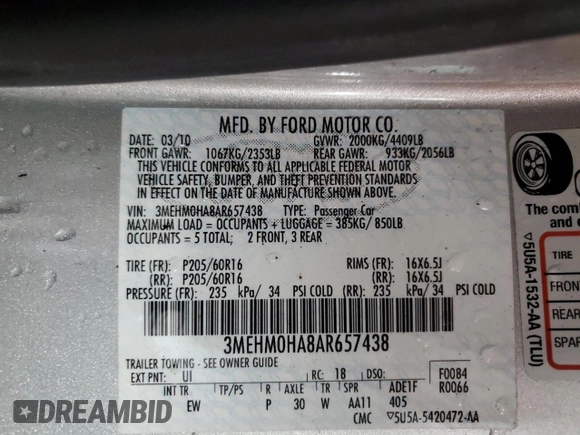 MFD. BY FORD MOTOR CO.
DATE: 03/10 GVWR: 2000KG/4409LB
FRONT GAWR: 1067KG/2353LB REAR GAWR: 933KG/2056LB
THIS VEHICLE CONFORMS TO ALL APPLICABLE FEDERAL MOTOR
VEHICLE SAFETY, BUMPER, AND THEFT PREVENTION STANDARDS
IN EFFECT ON THE DATE OF MANUFACTURE SHOWN ABOVE.
VIN: 3MEHM0HA8AR657438 TYPE: Passenger Car
MAXIMUM LOAD = OCCUPANTS + LUGGAGE = 385KG/ 850LB
OCCUPANTS = 5 TOTAL; 2 FRONT, 3 REAR
TIRE (FR): P205/60R16 RIMS (FR): 16X6.5J
(RR): P205/60R16 (RR): 16X6.5J
PRESSURE (FR): 235 kPa/ 34 PSI COLD (RR): 235 kPa/ 34 PSI COLD
3MEHM0HA8AR657438
TRAILER TOWING - SEE OWNER GUIDE
EXT PNT: UI RC: 18 DSO: F0084
R0066
INT TR TP/PS R AXLE TR SPR ADE1F
EW P 30 W AA11 405
CMC ▽5U5A-5420472-AA
The com
and
▽5U5A-1532-AA (TLU)
TIRE
FRONT
REAR
SPAR
DREAMBID